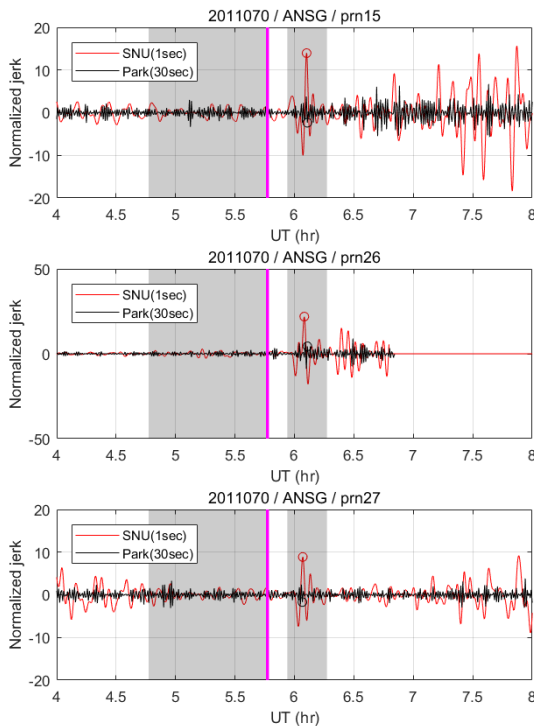 2011070 / ANSG / prn15
20
10
0
-10
-20
Normalized jerk
SNU(1sec)
Park(30sec)
4 4.5 5 5.5 6 6.5 7 7.5 8
UT (hr)
2011070 / ANSG / prn26
50
0
-50
Normalized jerk
SNU(1sec)
Park(30sec)
4 4.5 5 5.5 6 6.5 7 7.5 8
UT (hr)
2011070 / ANSG / prn27
20
10
0
-10
-20
Normalized jerk
SNU(1sec)
Park(30sec)
4 4.5 5 5.5 6 6.5 7 7.5 8
UT (hr)